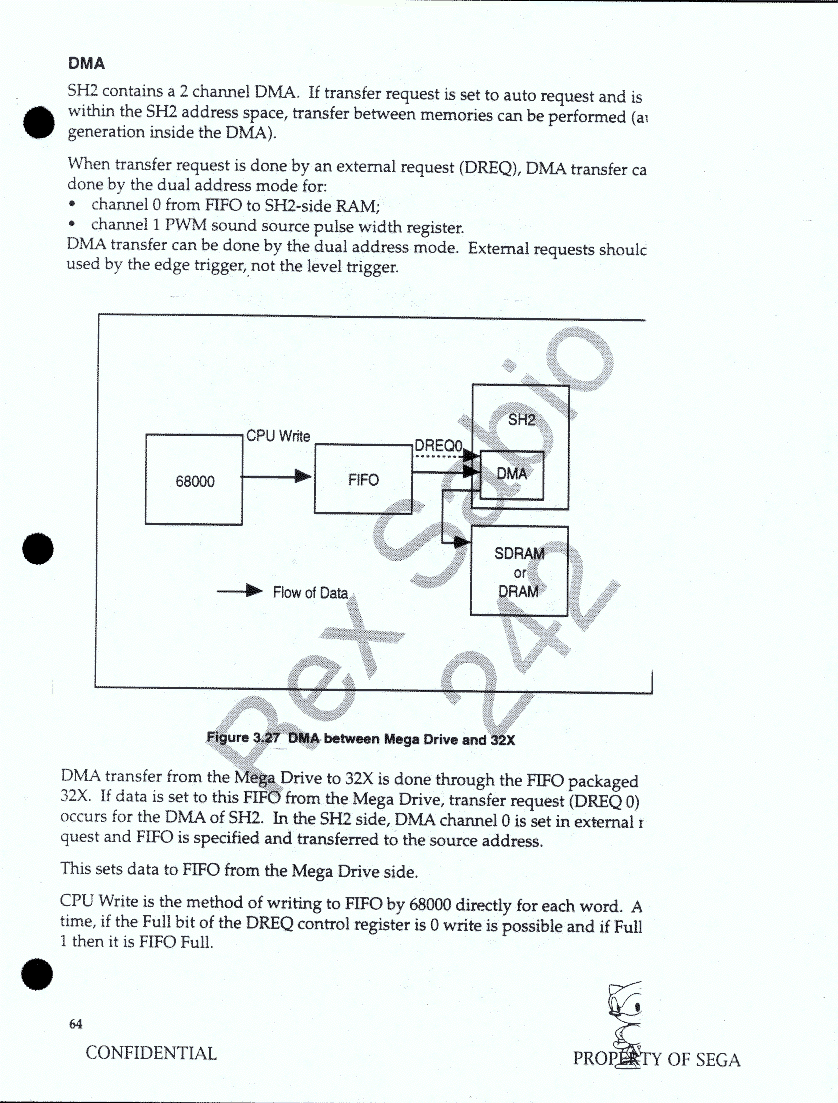 DMA
SH2 contains a 2 channel DMA. If transfer request is set to auto request and is
within the SH2 address space, transfer between memories can be performed (a
generation inside the DMA).
When transfer request is done by an external request (DREQ), DMA transfer ca
done by the dual address mode for:
• channel 0 from FIFO to SH2-side RAM;
• channel 1 PWM sound source pulse width register.
DMA transfer can be done by the dual address mode. External requests shoulc
used by the edge trigger, not the level trigger.
SH2
CPU Write
DREQ0
68000
FIFO
DMA
SDRAM
or
DRAM
Flow of Data
Rex Sabio
242
Figure 3.27 DMA between Mega Drive and 32X
DMA transfer from the Mega Drive to 32X is done through the FIFO packaged
32X. If data is set to this FIFO from the Mega Drive, transfer request (DREQ 0)
occurs for the DMA of SH2. In the SH2 side, DMA channel 0 is set in external r
quest and FIFO is specified and transferred to the source address.
This sets data to FIFO from the Mega Drive side.
CPU Write is the method of writing to FIFO by 68000 directly for each word. A
time, if the Full bit of the DREQ control register is 0 write is possible and if Full
1 then it is FIFO Full.
64
CONFIDENTIAL
PROPERTY OF SEGA